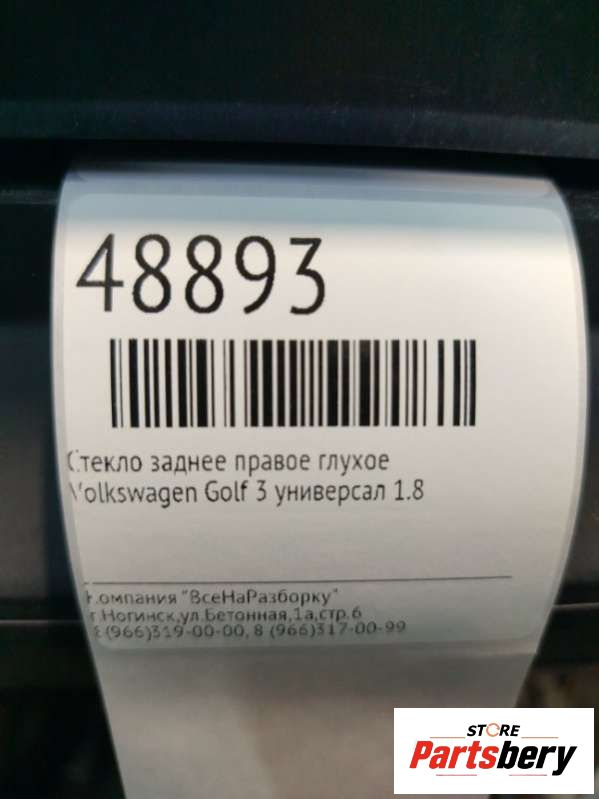 48893
Стекло заднее правое глухое
Volkswagen Golf 3 универсал 1.8
Компания "ВсеНаРазборку"
г.Ногинск,ул.Бетонная,1а,стр.6
8(966)319-00-00, 8 (966)317-00-99
STORE
Partsbery